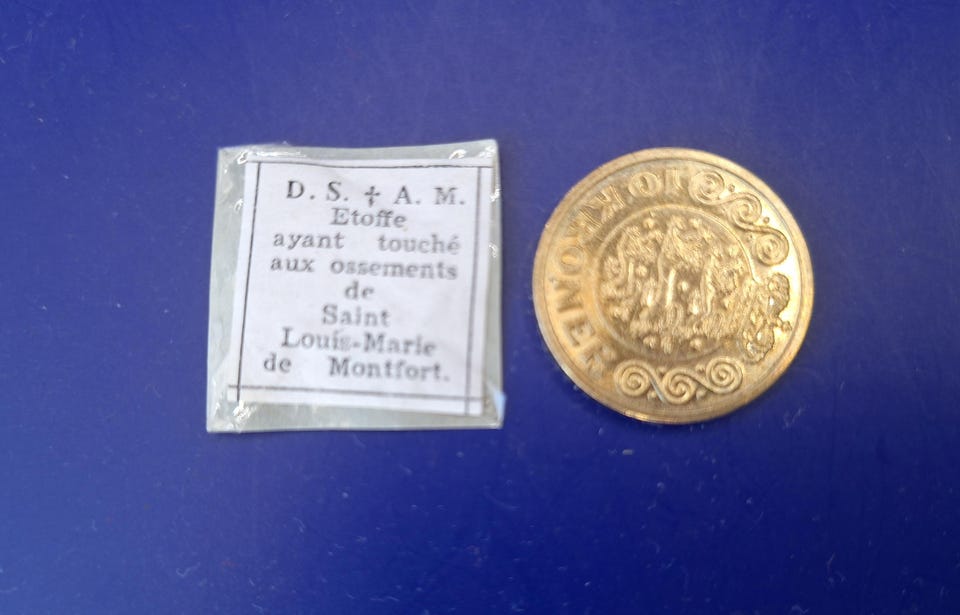 D. S. † A. M.
Etoffe
ayant touché
aux ossements
de
Saint
Louis-Marie
de Montfort.
10 KRONER